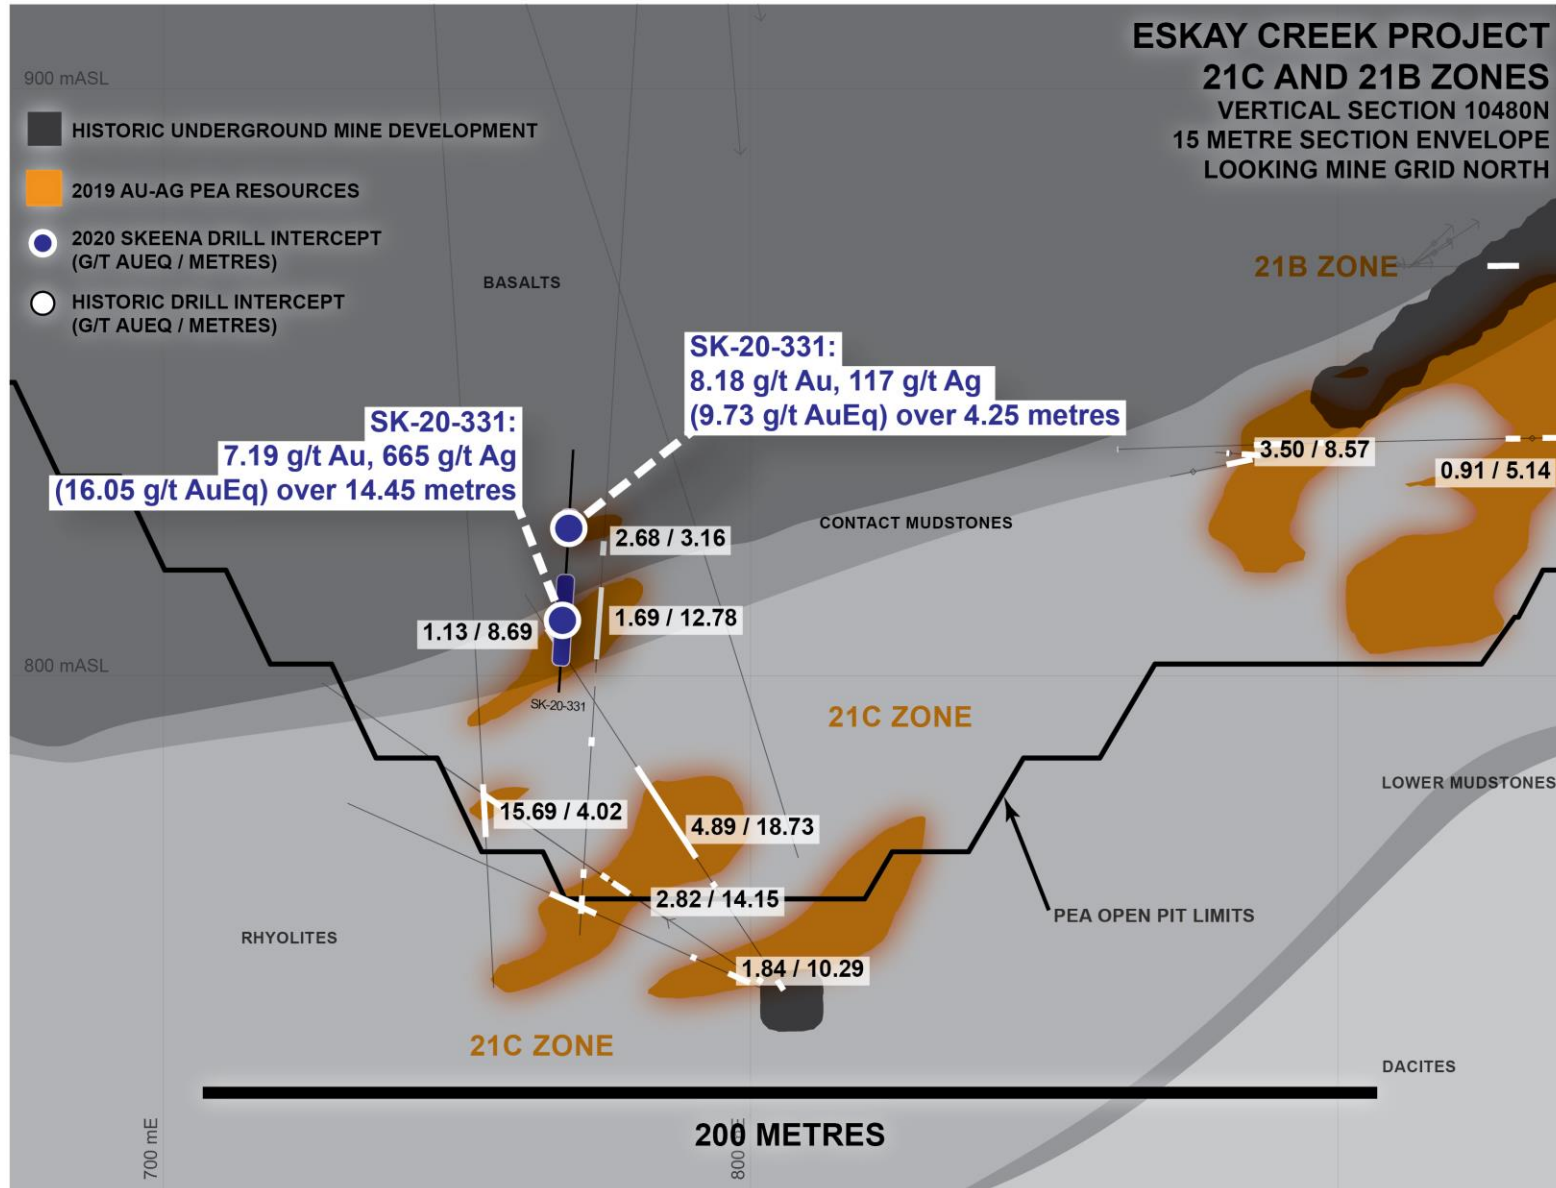 ESKAY CREEK PROJECT
21C AND 21B ZONES
VERTICAL SECTION 10480N
15 METRE SECTION ENVELOPE
LOOKING MINE GRID NORTH
900 mASL
HISTORIC UNDERGROUND MINE DEVELOPMENT
2019 AU-AG PEA RESOURCES
2020 SKEENA DRILL INTERCEPT
(G/T AUEQ / METRES)
HISTORIC DRILL INTERCEPT
(G/T AUEQ / METRES)
BASALTS
21B ZONE
SK-20-331:
8.18 g/t Au, 117 g/t Ag
(9.73 g/t AuEq) over 4.25 metres
SK-20-331:
7.19 g/t Au, 665 g/t Ag
(16.05 g/t AuEq) over 14.45 metres
3.50 / 8.57
0.91 / 5.14
CONTACT MUDSTONES
2.68 / 3.16
1.69 / 12.78
1.13 / 8.69
800 mASL
SK-20-331
21C ZONE
LOWER MUDSTONES
15.69 / 4.02
4.89 / 18.73
2.82 / 14.15
PEA OPEN PIT LIMITS
RHYOLITES
1.84 / 10.29
21C ZONE
DACITES
700 mE
800 mE
200 METRES